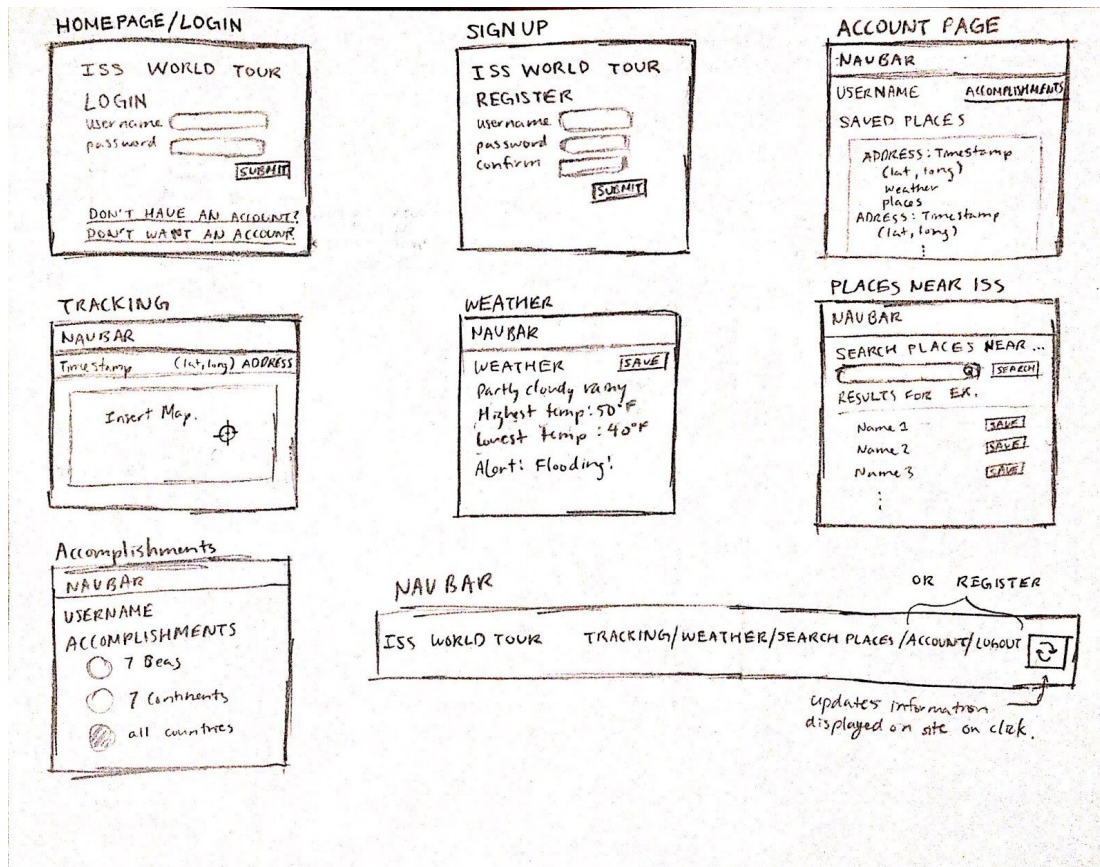 HOMEPAGE/LOGIN
ISS WORLD TOUR
LOGIN
username
password
SUBMIT
DON'T HAVE AN ACCOUNT?
DON'T WANT AN ACCOUNT?
SIGN UP
ISS WORLD TOUR
REGISTER
username
password
confirm
SUBMIT
ACCOUNT PAGE
NAVBAR
USERNAME ACCOMPLISHMENTS
SAVED PLACES
ADDRESS: Timestamp
(lat, long)
weather
places
ADRESS: Timestamp
(lat, long)
TRACKING
NAVBAR
Timestamp (lat, long) ADDRESS
Insert Map.
WEATHER
NAVBAR
WEATHER SAVE
Partly cloudy rainy
Highest temp: 50°F
Lowest temp: 40°F
Alert: Flooding!
PLACES NEAR ISS
NAVBAR
SEARCH PLACES NEAR ...
SEARCH
RESULTS FOR EX.
Name 1 SAVE
Name 2 SAVE
Name 3 SAVE
Accomplishments
NAVBAR
USERNAME
ACCOMPLISHMENTS
7 Seas
7 Continents
all countries
NAV BAR
OR REGISTER
ISS WORLD TOUR TRACKING/WEATHER/SEARCH PLACES/ACCOUNT/LOGOUT
updates information
displayed on site on click.